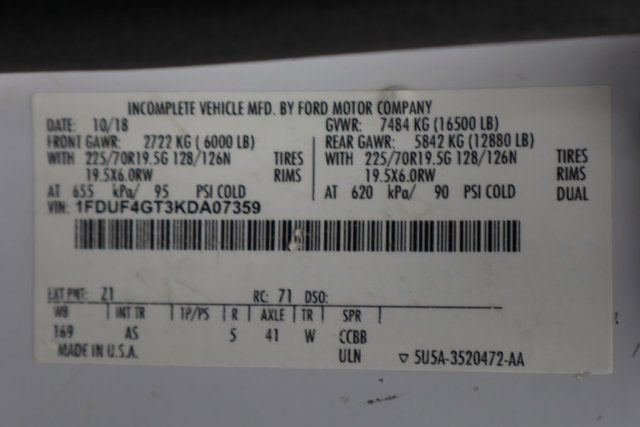 INCOMPLETE VEHICLE MFD. BY FORD MOTOR COMPANY
DATE: 10/18 GVWR: 7484 KG (16500 LB)
FRONT GAWR: 2722 KG ( 6000 LB) REAR GAWR: 5842 KG (12880 LB)
WITH 225/70R19.5G 128/126N TIRES WITH 225/70R19.5G 128/126N TIRES
19.5X6.0RW RIMS 19.5X6.0RW RIMS
AT 655 kPa/ 95 PSI COLD AT 620 kPa/ 90 PSI COLD DUAL
VIN: 1FDUF4GT3KDA07359
EXT PNT: 21 RC: 71 DSO:
WB INT TR TP/PS R AXLE TR SPR
169 AS 5 41 W CCBB
MADE IN U.S.A. ULN ▽ 5U5A-3520472-AA